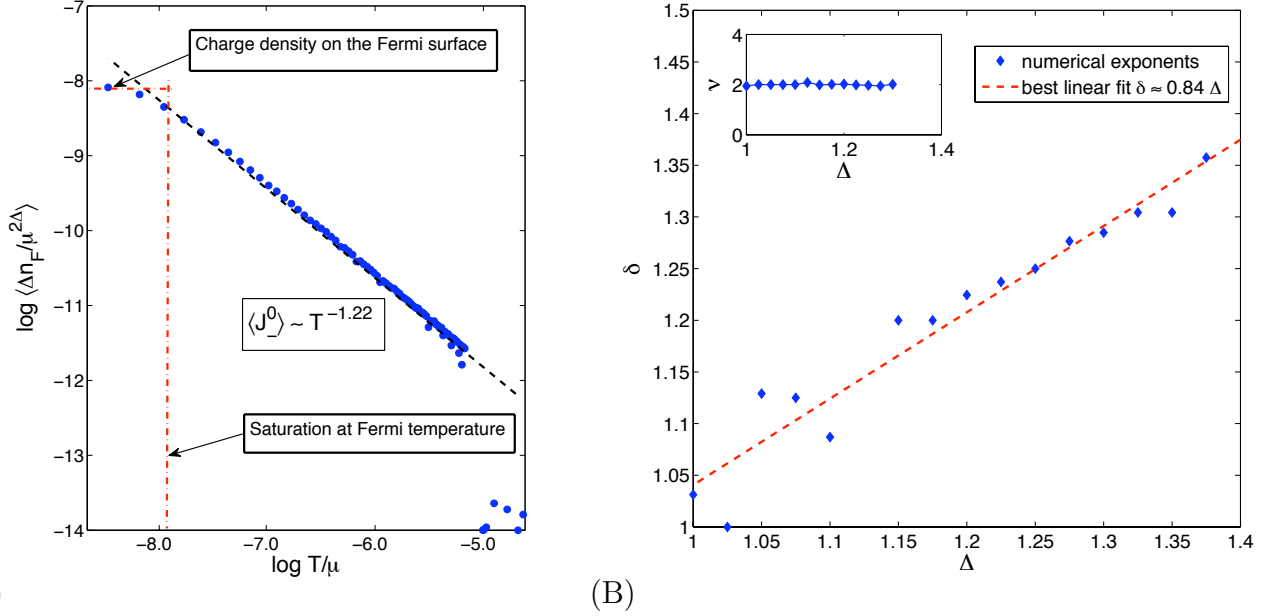 −7
−8
−9
−10
−11
−12
−13
−14
log ⟨Δn_F/μ^{2Δ}⟩
Charge density on the Fermi surface
⟨J_−^0⟩ ~ T^{−1.22}
Saturation at Fermi temperature
−8.0 −7.0 −6.0 −5.0
log T/μ
)
(B)
1.5
1.45
1.4
1.35
1.3
1.25
1.2
1.15
1.1
1.05
1
δ
4
2
0
ν
1 1.2 1.4
Δ
numerical exponents
best linear fit δ ≈ 0.84 Δ
1 1.05 1.1 1.15 1.2 1.25 1.3 1.35 1.4
Δ